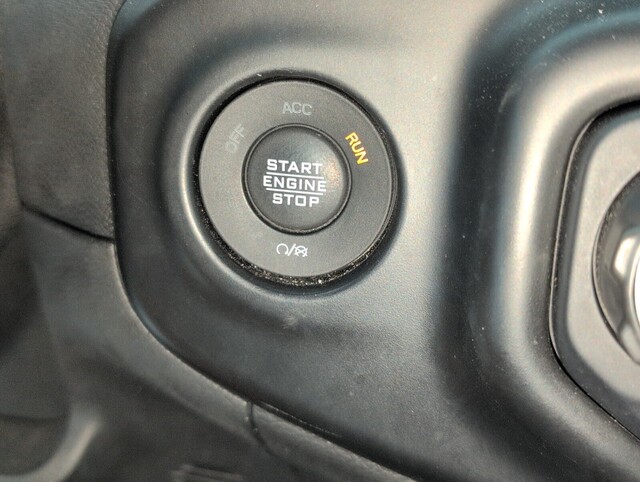 OFF
ACC
RUN
START
ENGINE
STOP